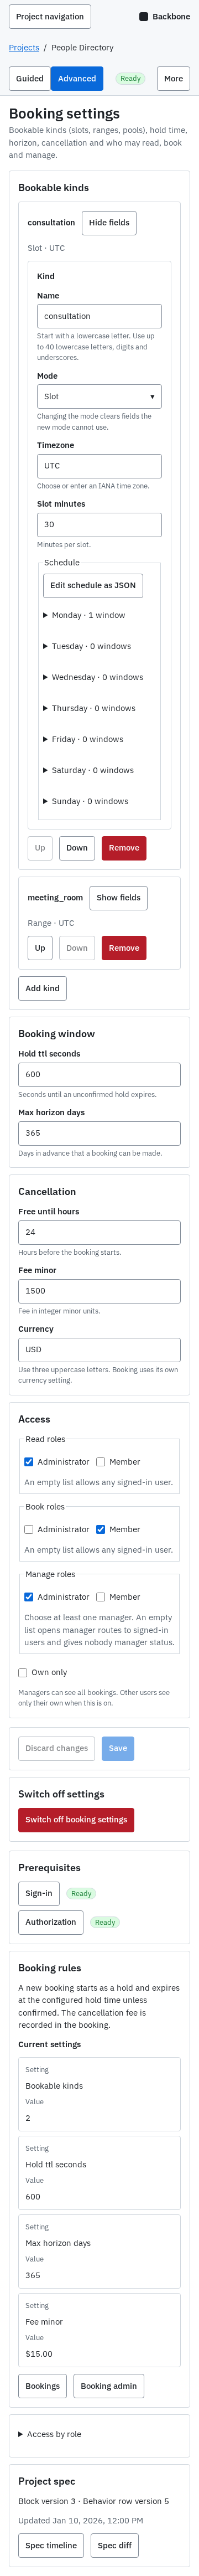 Project navigation
Backbone
Projects / People Directory
Guided
Advanced
Ready
More
Booking settings
Bookable kinds (slots, ranges, pools), hold time,
horizon, cancellation and who may read, book
and manage.
Bookable kinds
consultation
Hide fields
Slot · UTC
Kind
Name
consultation
Start with a lowercase letter. Use up
to 40 lowercase letters, digits and
underscores.
Mode
Slot
Changing the mode clears fields the
new mode cannot use.
Timezone
UTC
Choose or enter an IANA time zone.
Slot minutes
30
Minutes per slot.
Schedule
Edit schedule as JSON
Monday · 1 window
Tuesday · 0 windows
Wednesday · 0 windows
Thursday · 0 windows
Friday · 0 windows
Saturday · 0 windows
Sunday · 0 windows
Up
Down
Remove
meeting_room
Show fields
Range · UTC
Up
Down
Remove
Add kind
Booking window
Hold ttl seconds
600
Seconds until an unconfirmed hold expires.
Max horizon days
365
Days in advance that a booking can be made.
Cancellation
Free until hours
24
Hours before the booking starts.
Fee minor
1500
Fee in integer minor units.
Currency
USD
Use three uppercase letters. Booking uses its own
currency setting.
Access
Read roles
Administrator
Member
An empty list allows any signed-in user.
Book roles
Administrator
Member
An empty list allows any signed-in user.
Manage roles
Administrator
Member
Choose at least one manager. An empty
list opens manager routes to signed-in
users and gives nobody manager status.
Own only
Managers can see all bookings. Other users see
only their own when this is on.
Discard changes
Save
Switch off settings
Switch off booking settings
Prerequisites
Sign-in
Ready
Authorization
Ready
Booking rules
A new booking starts as a hold and expires
at the configured hold time unless
confirmed. The cancellation fee is
recorded in the booking.
Current settings
Setting
Bookable kinds
Value
2
Setting
Hold ttl seconds
Value
600
Setting
Max horizon days
Value
365
Setting
Fee minor
Value
$15.00
Bookings
Booking admin
Access by role
Project spec
Block version 3 · Behavior row version 5
Updated Jan 10, 2026, 12:00 PM
Spec timeline
Spec diff